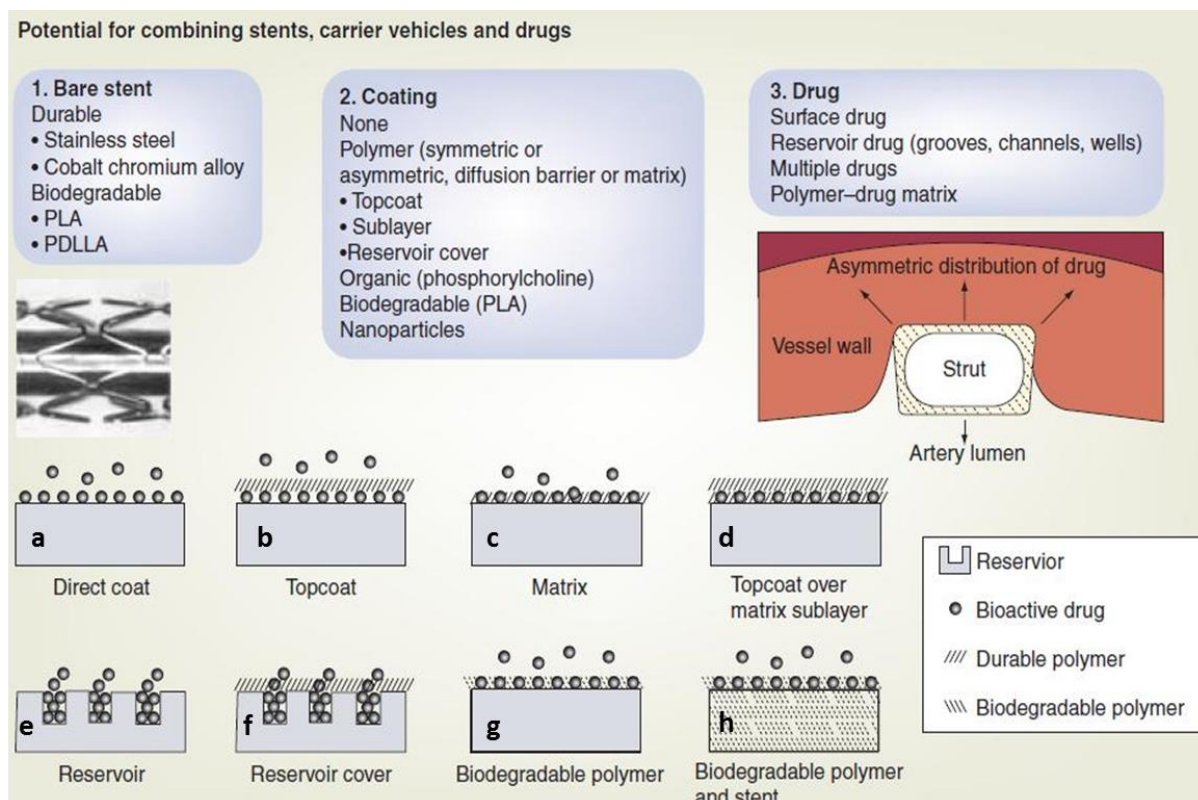 Potential for combining stents, carrier vehicles and drugs
1. Bare stent
Durable
• Stainless steel
• Cobalt chromium alloy
Biodegradable
• PLA
• PDLLA
2. Coating
None
Polymer (symmetric or
asymmetric, diffusion barrier or matrix)
• Topcoat
• Sublayer
•Reservoir cover
Organic (phosphorylcholine)
Biodegradable (PLA)
Nanoparticles
3. Drug
Surface drug
Reservoir drug (grooves, channels, wells)
Multiple drugs
Polymer–drug matrix
Asymmetric distribution of drug
Vessel wall
Strut
Artery lumen
a
Direct coat
b
Topcoat
c
Matrix
d
Topcoat over
matrix sublayer
e
Reservoir
f
Reservoir cover
g
Biodegradable polymer
h
Biodegradable polymer
and stent
Reservior
Bioactive drug
Durable polymer
Biodegradable polymer